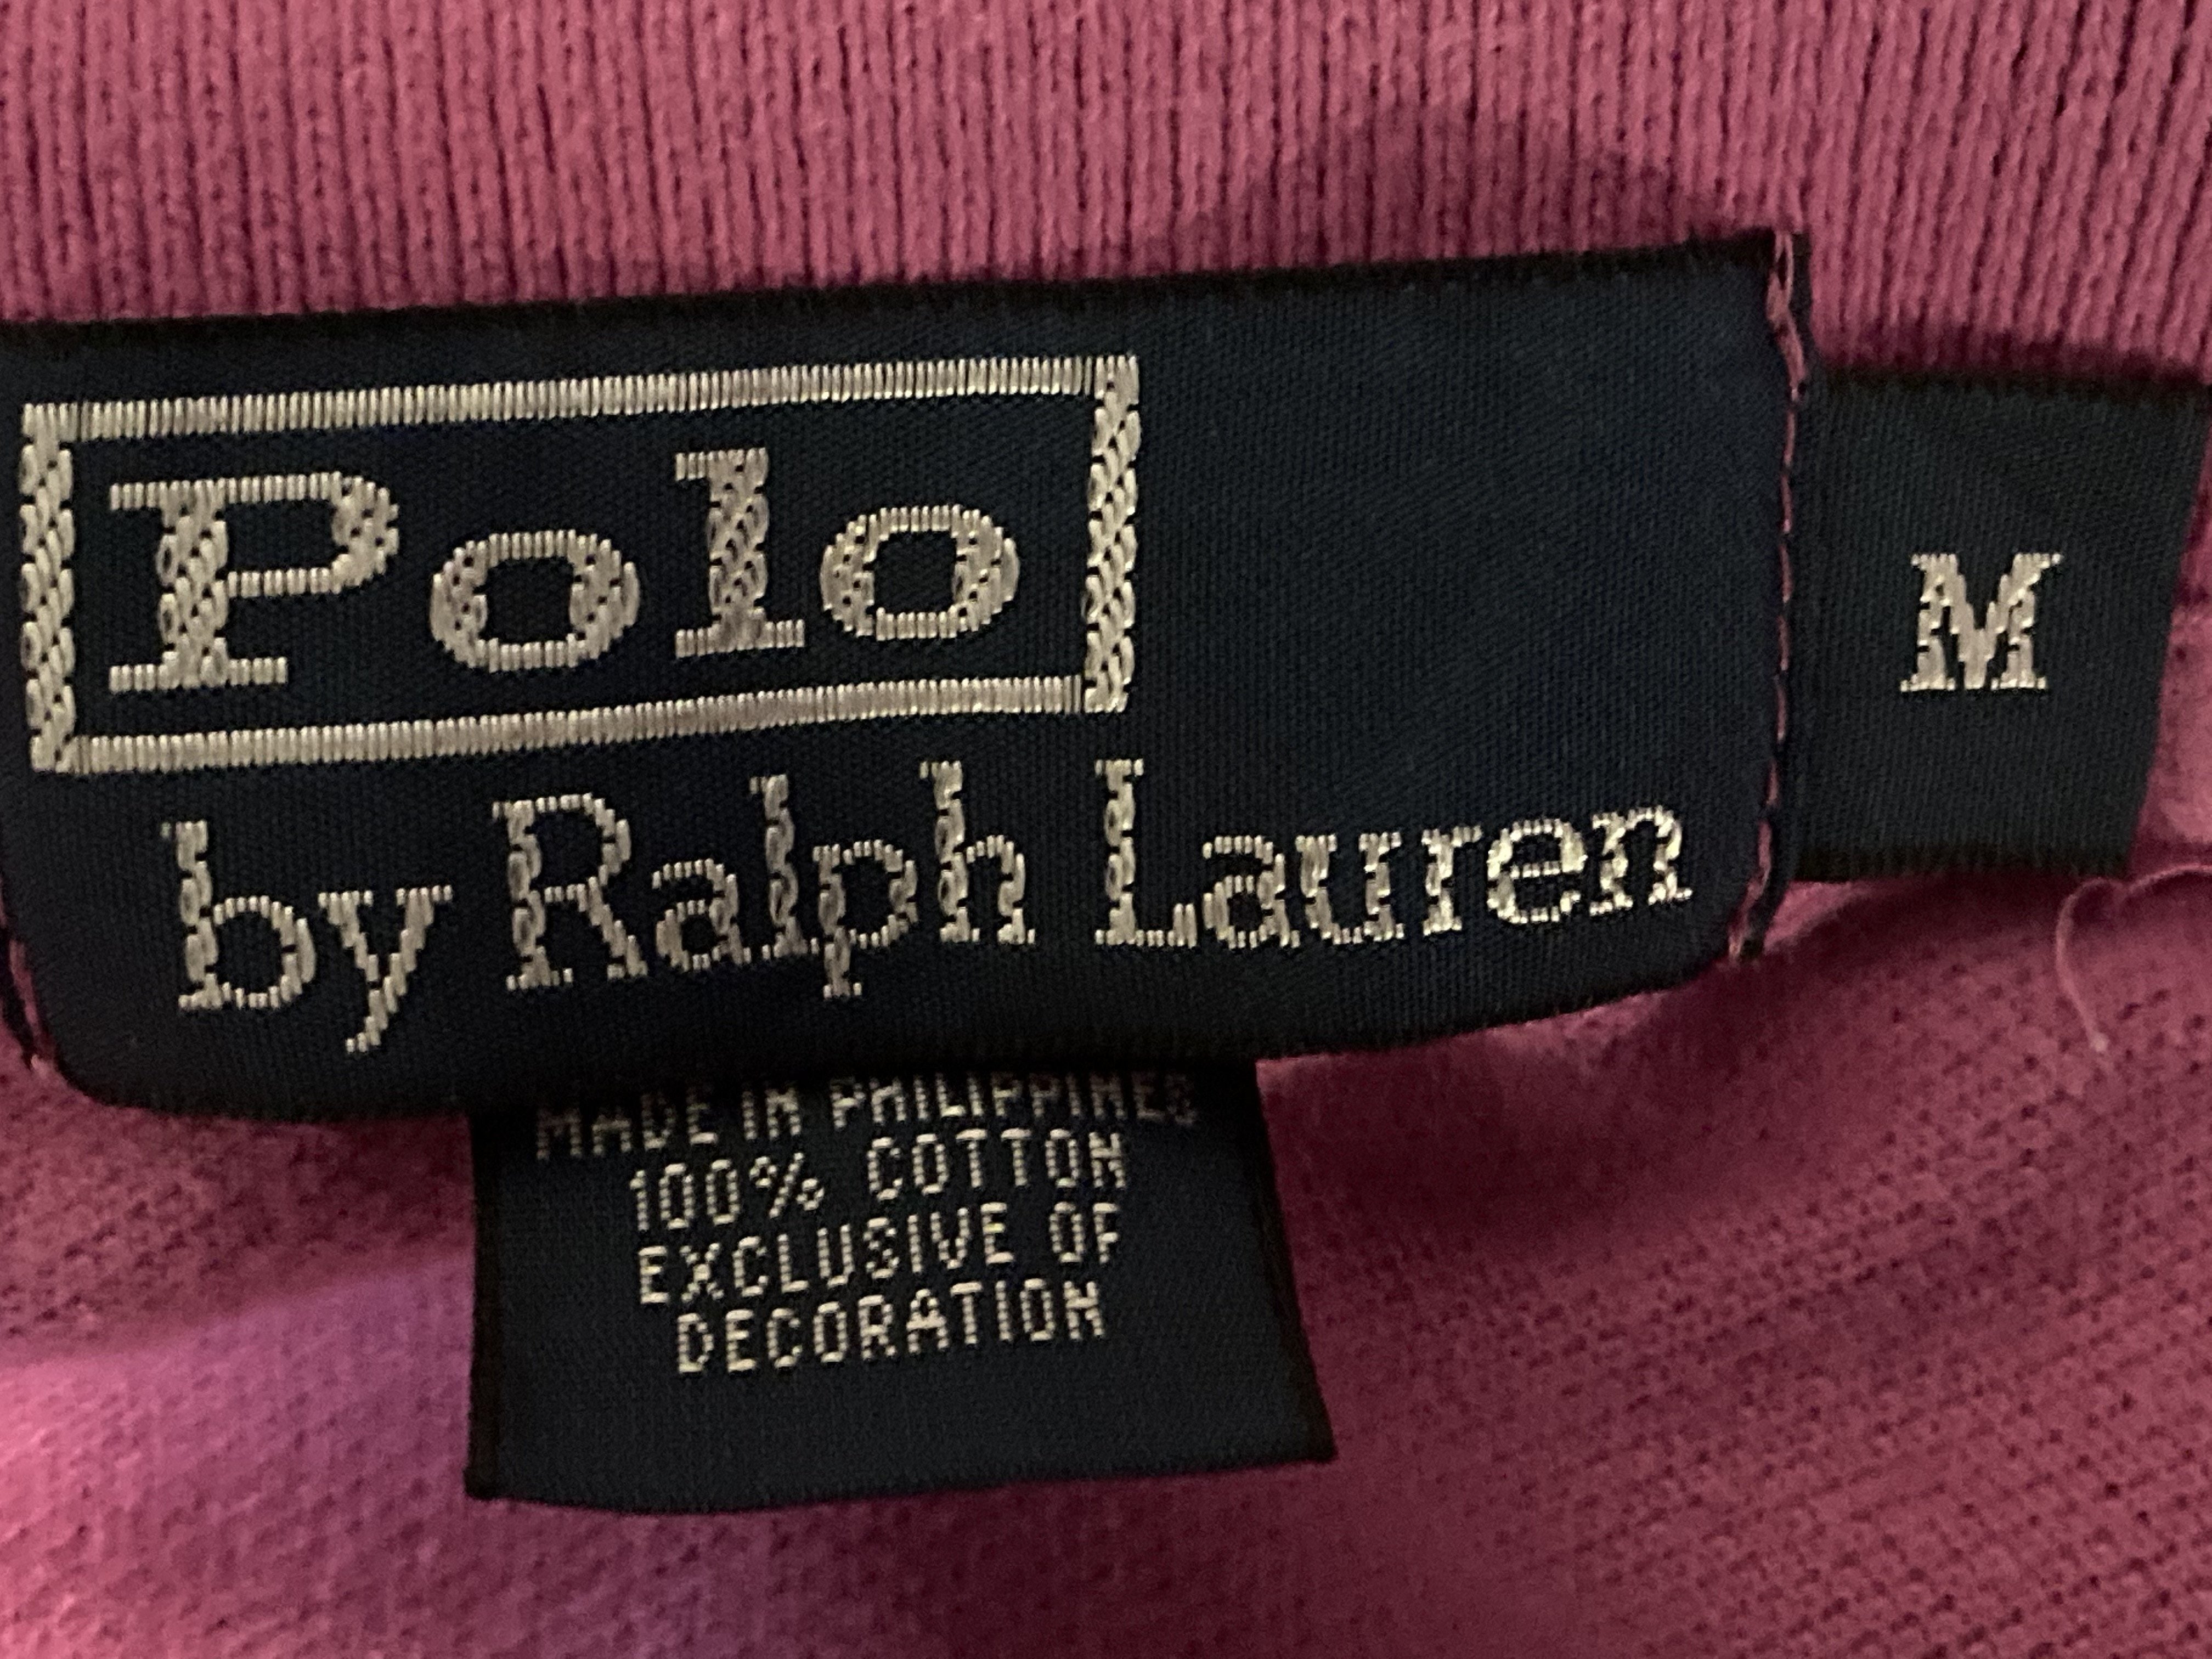 Polo
by Ralph Lauren
M
MADE IN PHILIPPINES
100% COTTON
EXCLUSIVE OF
DECORATION